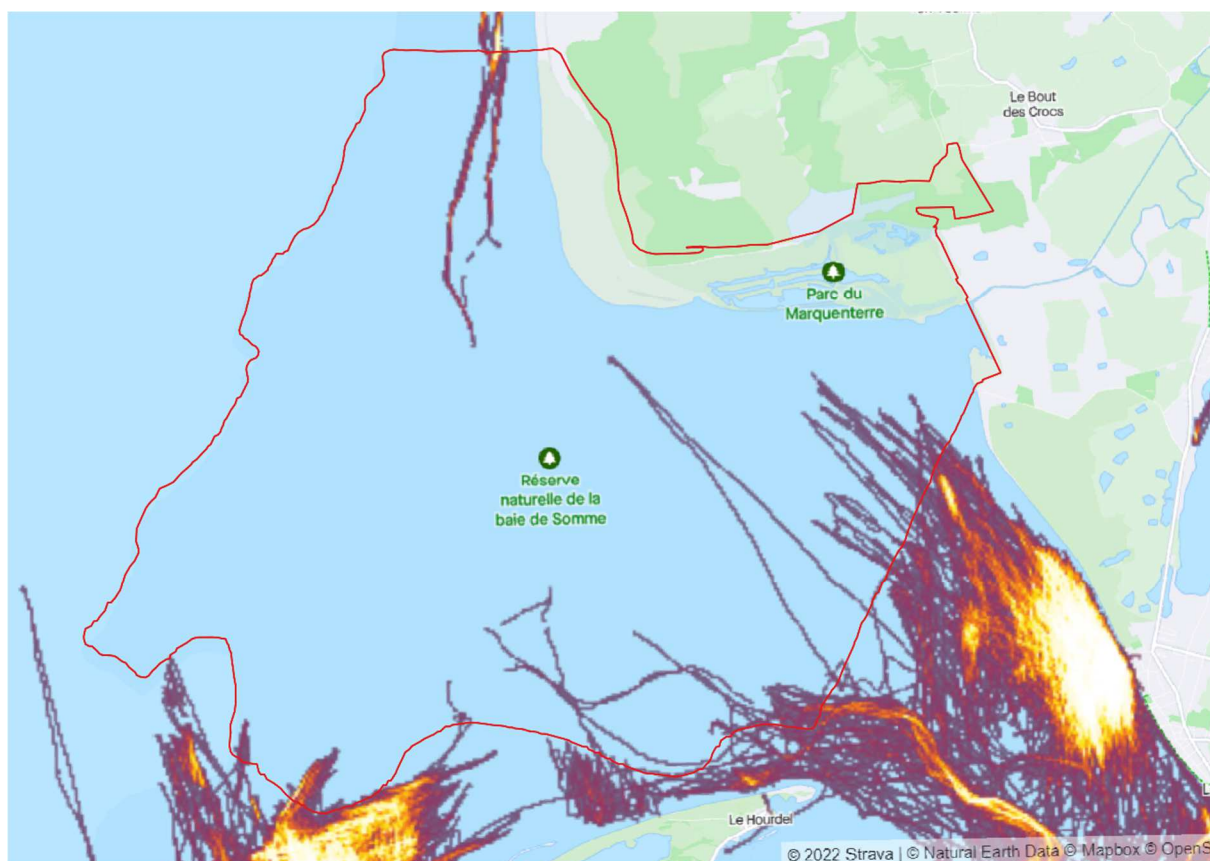 Le Bout
des Crocs
Parc du
Marquenterre
Réserve
naturelle de la
baie de Somme
Le Hourdel
© 2022 Strava | © Natural Earth Data © Mapbox © OpenS